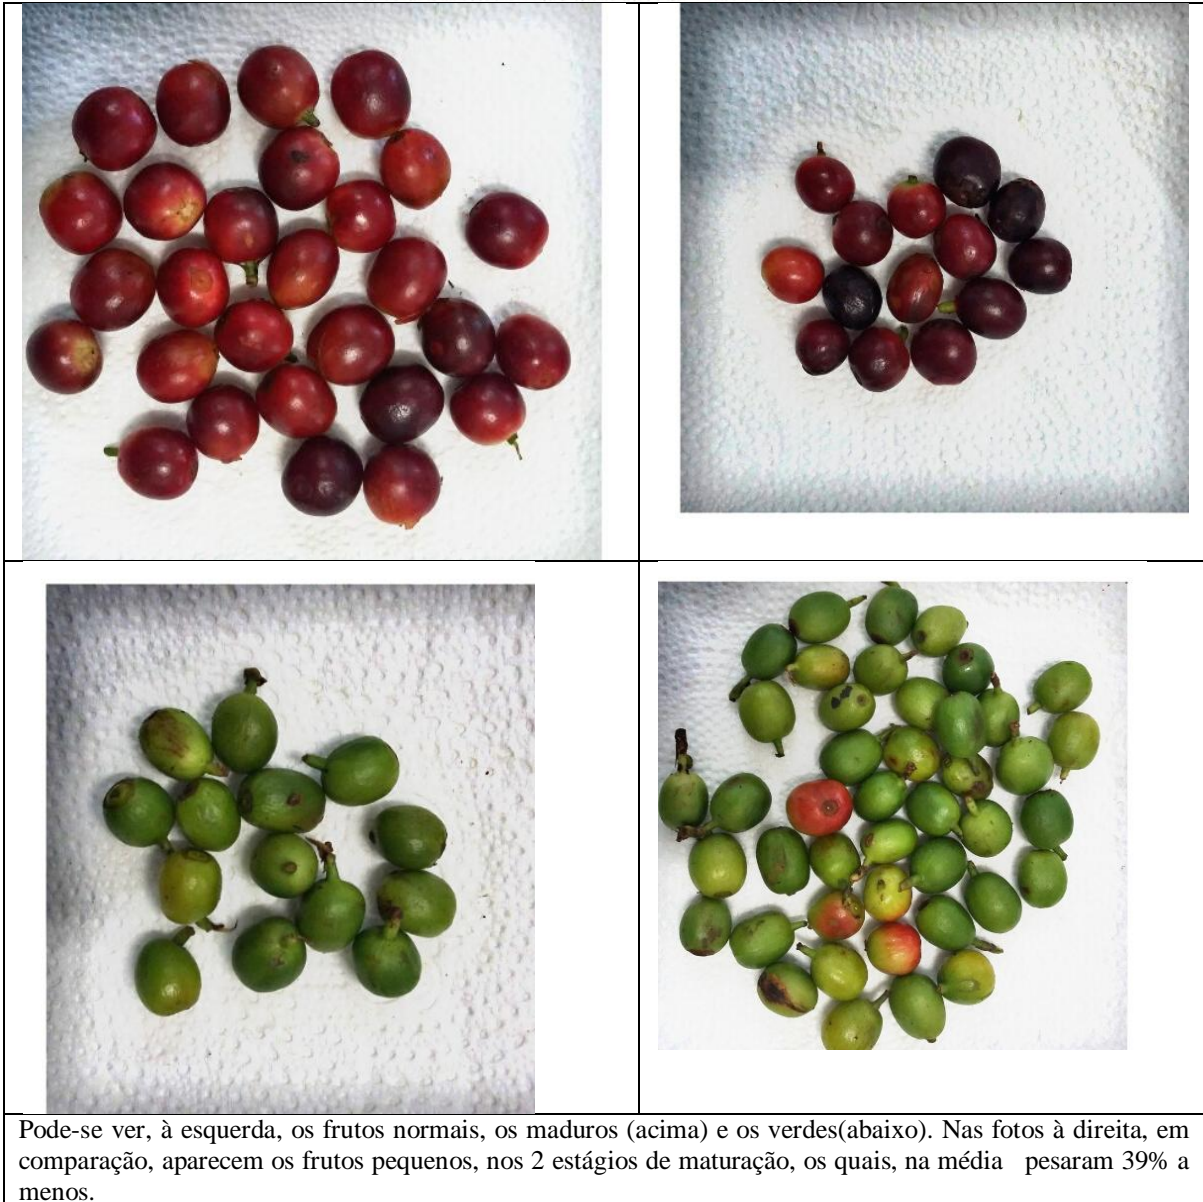 Pode-se ver, à esquerda, os frutos normais, os maduros (acima) e os verdes(abaixo). Nas fotos à direita, em
comparação, aparecem os frutos pequenos, nos 2 estágios de maturação, os quais, na média pesaram 39% a
menos.